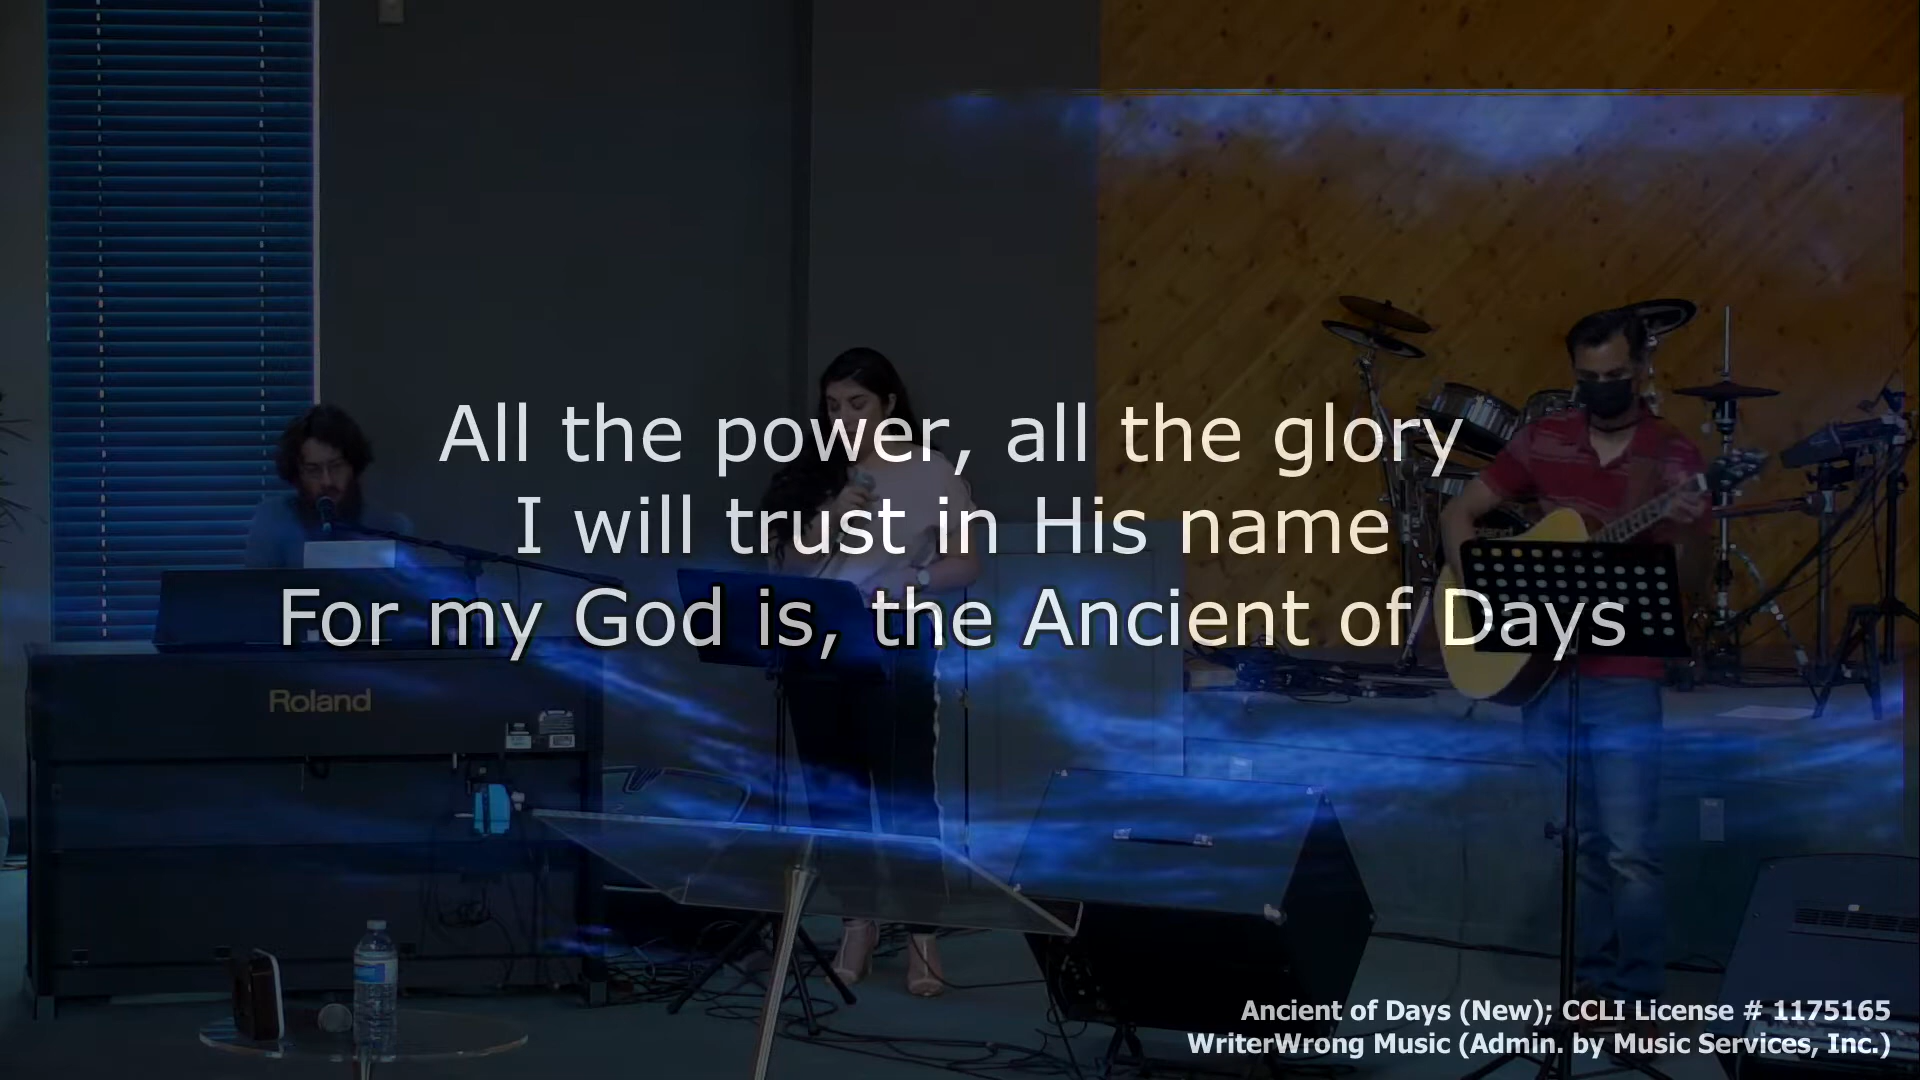 All the power, all the glory
I will trust in His name
For my God is, the Ancient of Days
Roland
Ancient of Days (New); CCLI License # 1175165
WriterWrong Music (Admin. by Music Services, Inc.)